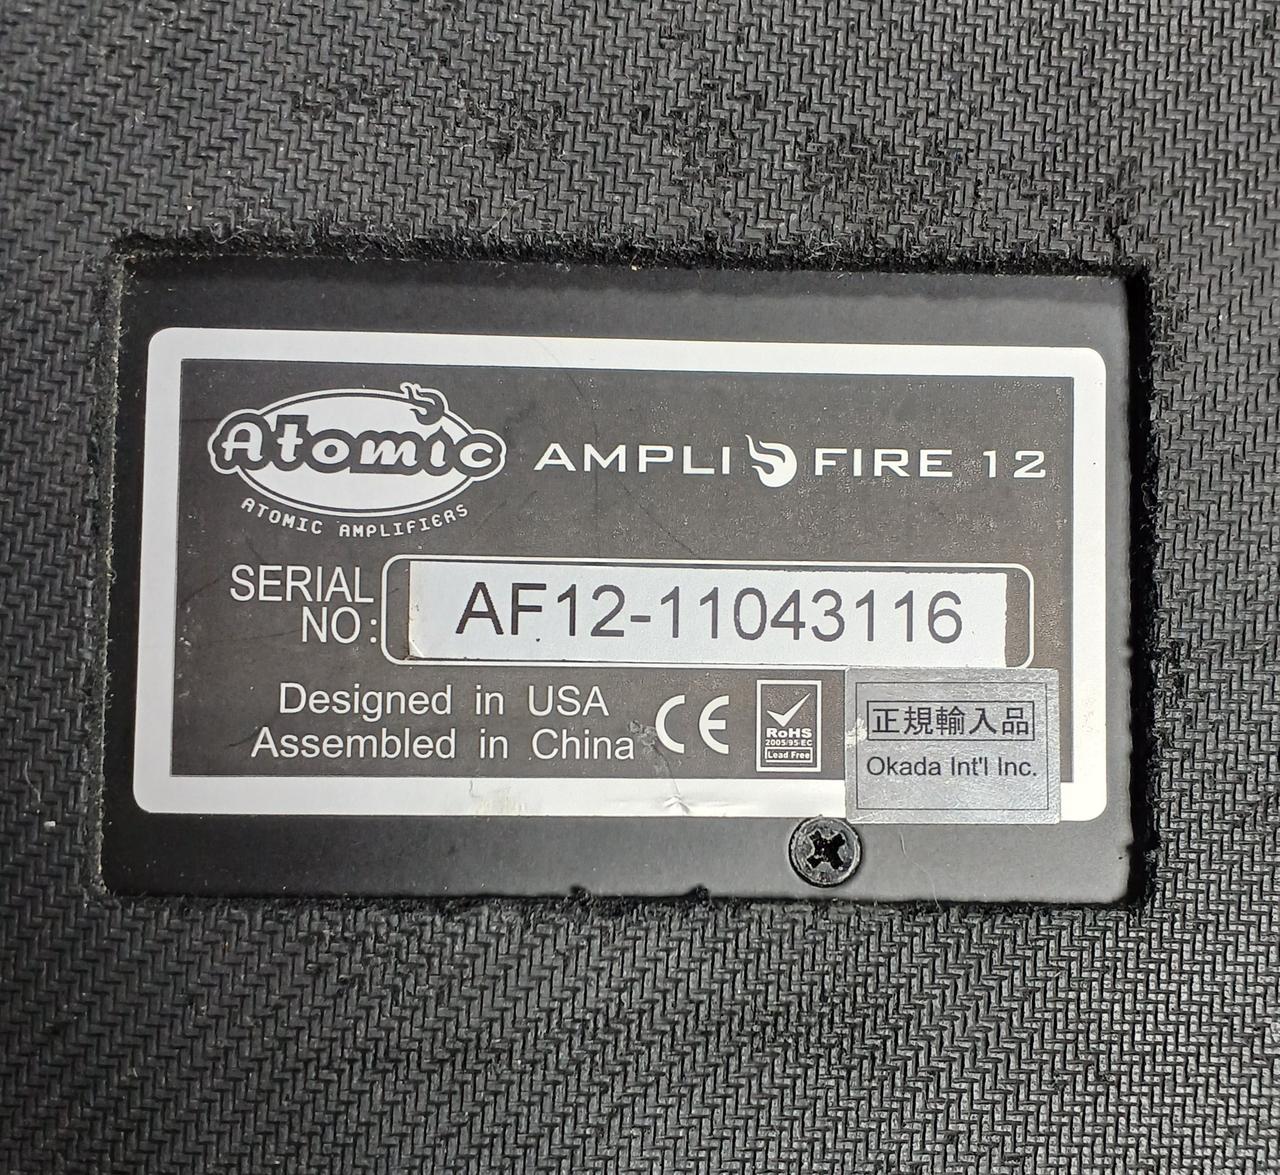 Atomic
ATOMIC AMPLIFIERS
AMPLI FIRE 12
SERIAL NO: AF12-11043116
Designed in USA
Assembled in China
CE
RoHS
2005/95 EC
Lead Free
正規輸入品
Okada Int'l Inc.